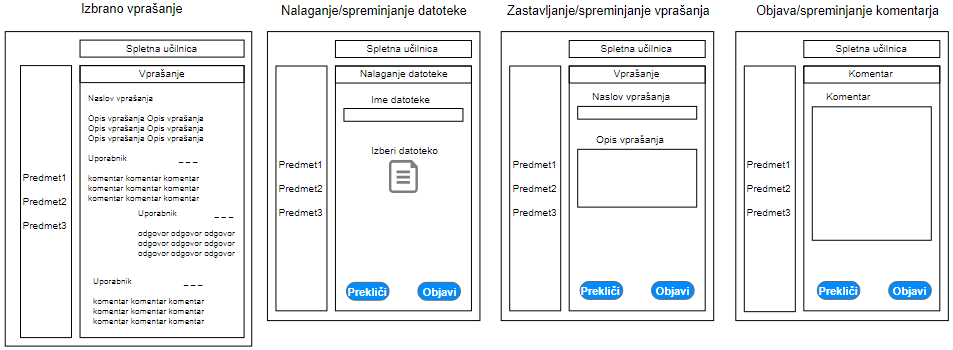 Izbrano vprašanje
Spletna učilnica
Vprašanje
Naslov vprašanja
Opis vprašanja Opis vprašanja
Opis vprašanja Opis vprašanja
Opis vprašanja Opis vprašanja
Uporabnik _ _ _
komentar komentar komentar
komentar komentar komentar
komentar komentar komentar
Uporabnik _ _ _
odgovor odgovor odgovor
odgovor odgovor odgovor
odgovor odgovor odgovor
Uporabnik _ _ _
komentar komentar komentar
komentar komentar komentar
komentar komentar komentar
Predmet1
Predmet2
Predmet3
Nalaganje/spreminjanje datoteke
Spletna učilnica
Nalaganje datoteke
Ime datoteke
Izberi datoteko
Predmet1
Predmet2
Predmet3
Prekliči Objavi
Zastavljanje/spreminjanje vprašanja
Spletna učilnica
Vprašanje
Naslov vprašanja
Opis vprašanja
Predmet1
Predmet2
Predmet3
Prekliči Objavi
Objava/spreminjanje komentarja
Spletna učilnica
Komentar
Komentar
Predmet1
Predmet2
Predmet3
Prekliči Objavi